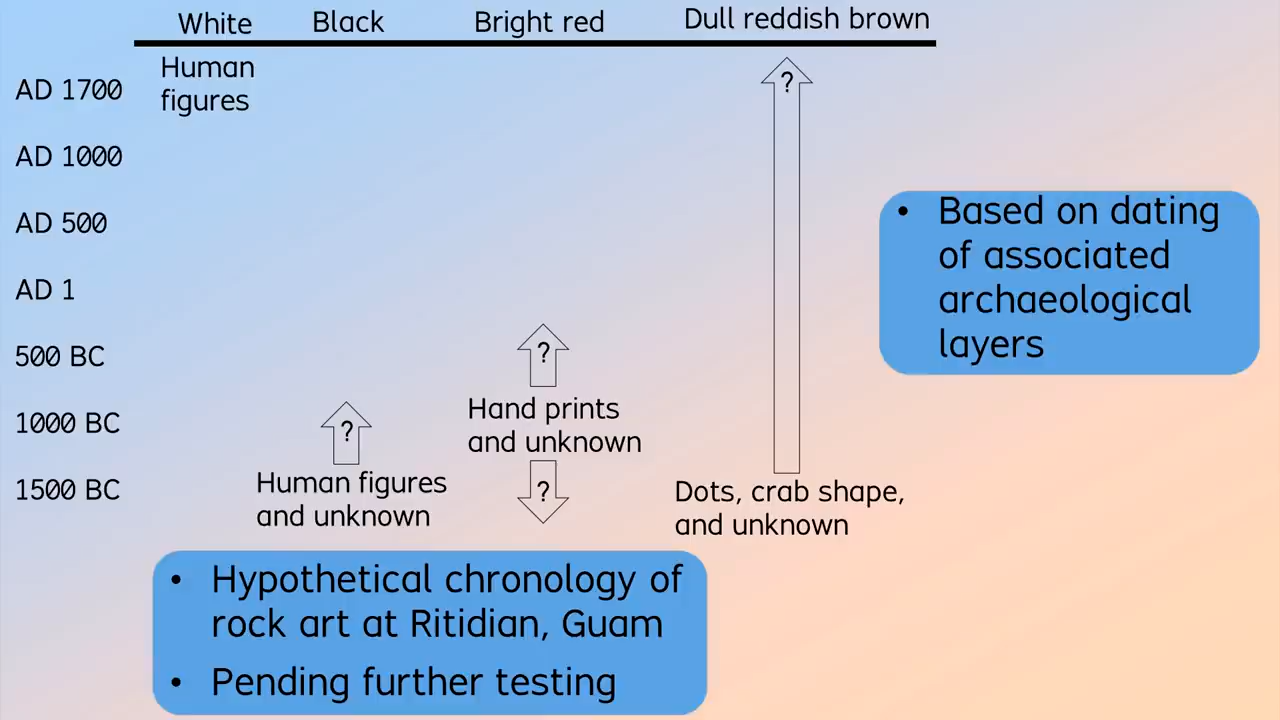 White Black Bright red Dull reddish brown
Human
figures
AD 1700
?
AD 1000
AD 500
• Based on dating
of associated
archaeological
layers
AD 1
500 BC
?
1000 BC
?
Hand prints
and unknown
1500 BC
Human figures
and unknown
?
Dots, crab shape,
and unknown
• Hypothetical chronology of
rock art at Ritidian, Guam
• Pending further testing